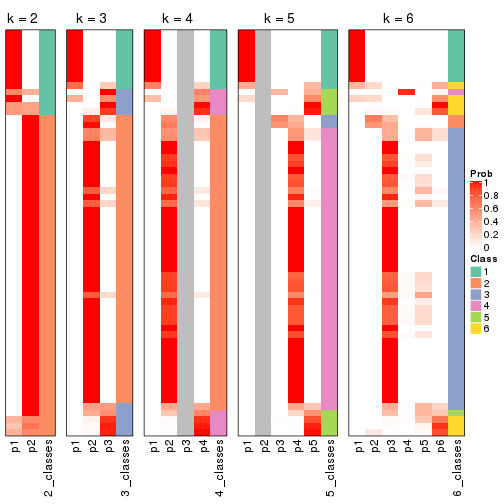 k = 2
k = 3
k = 4
k = 5
k = 6
Prob
1
0.8
0.6
0.4
0.2
0
Class
1
2
3
4
5
6
p1
p2
2_classes
p1
p2
p3
3_classes
p1
p2
p3
p4
4_classes
p1
p2
p3
p4
p5
5_classes
p1
p2
p3
p4
p5
p6
6_classes